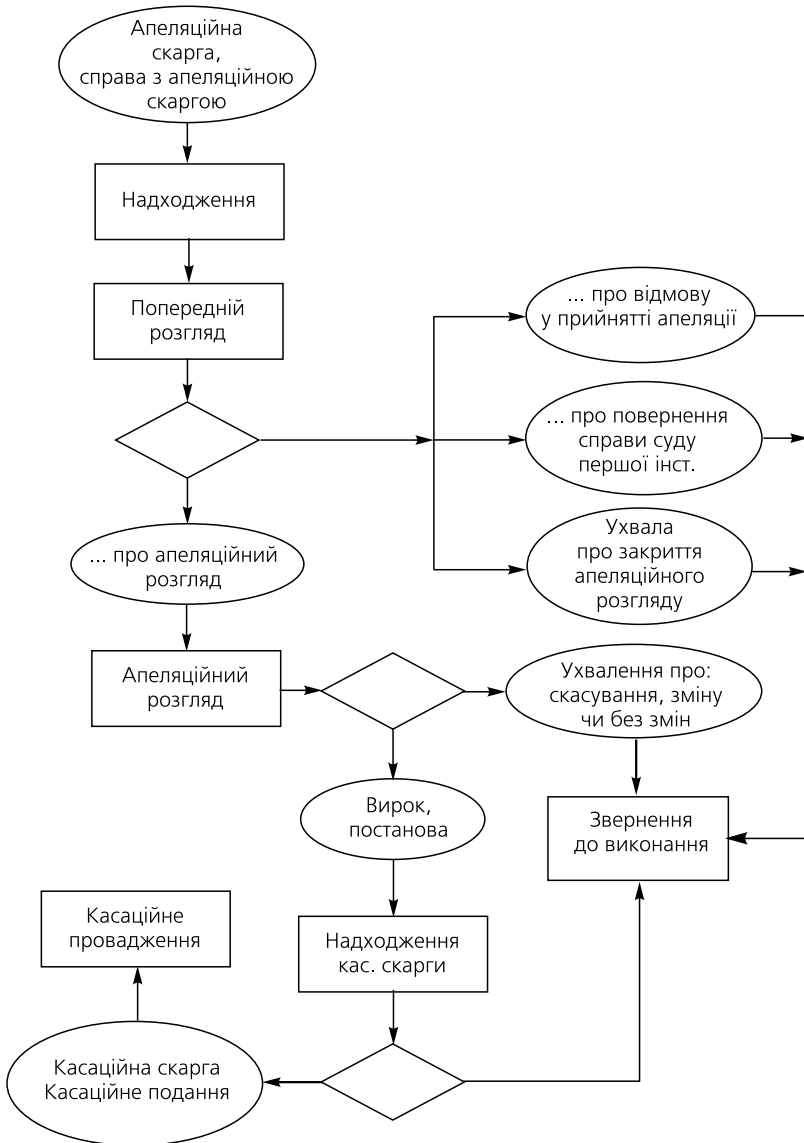 Апеляційна
скарга,
справа з апеляційною
скаргою
Надходження
Попередній
розгляд
... про відмову
у прийнятті апеляції
... про повернення
справи суду
першої інст.
Ухвала
про закриття
апеляційного
розгляду
... про апеляційний
розгляд
Апеляційний
розгляд
Ухвалення про:
скасування, зміну
чи без змін
Вирок,
постанова
Звернення
до виконання
Касаційне
провадження
Надходження
кас. скарги
Касаційна скарга
Касаційне подання